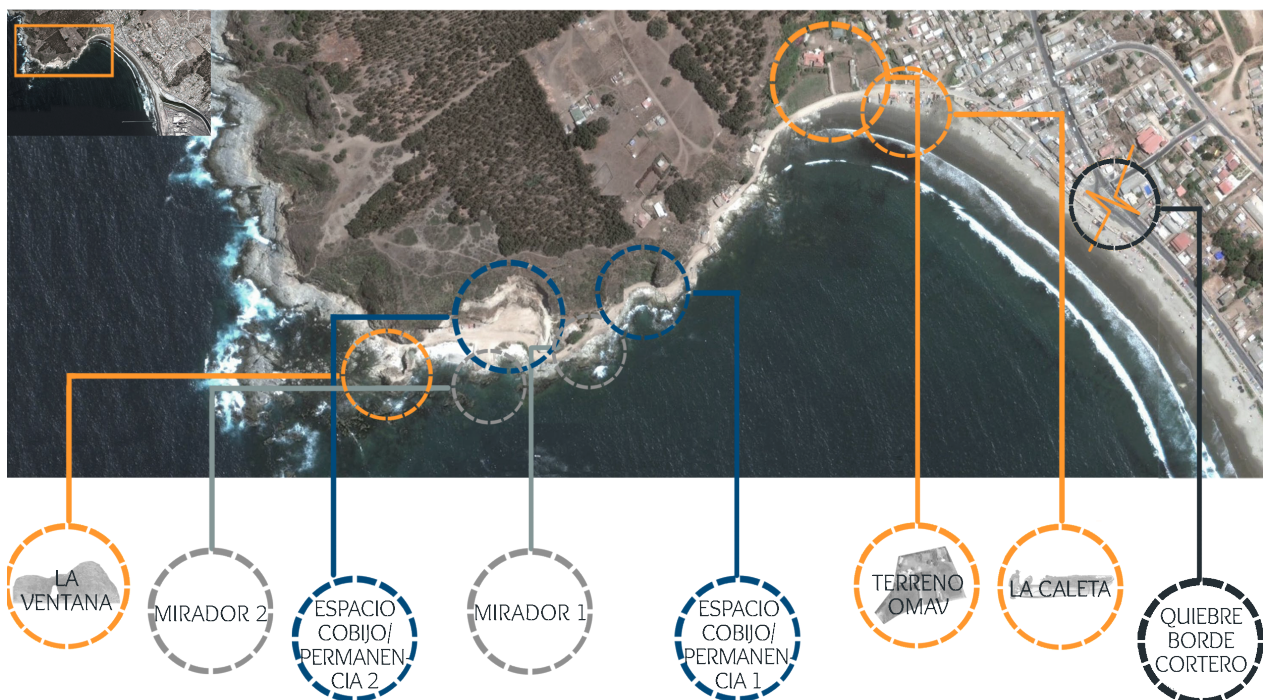 LA
VENTANA
MIRADOR 2
ESPACIO
COBIJO/
PERMANEN-
CIA 2
MIRADOR 1
ESPACIO
COBIJO/
PERMANEN-
CIA 1
TERRENO
OMAV
LA CALETA
QUIEBRE
BORDE
CORTERO